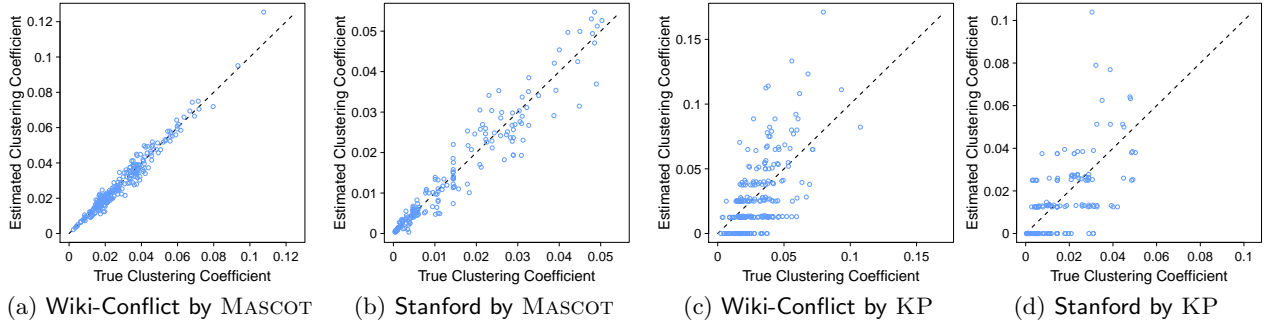 0.12
0.1
0.08
0.06
0.04
0.02
0
0 0.02 0.04 0.06 0.08 0.1 0.12
Estimated Clustering Coefficient
True Clustering Coefficient
(a) Wiki-Conflict by MASCOT
0.05
0.04
0.03
0.02
0.01
0
0 0.01 0.02 0.03 0.04 0.05
Estimated Clustering Coefficient
True Clustering Coefficient
(b) Stanford by MASCOT
0.15
0.1
0.05
0
0 0.05 0.1 0.15
Estimated Clustering Coefficient
True Clustering Coefficient
(c) Wiki-Conflict by KP
0.1
0.08
0.06
0.04
0.02
0
0 0.02 0.04 0.06 0.08 0.1
Estimated Clustering Coefficient
True Clustering Coefficient
(d) Stanford by KP